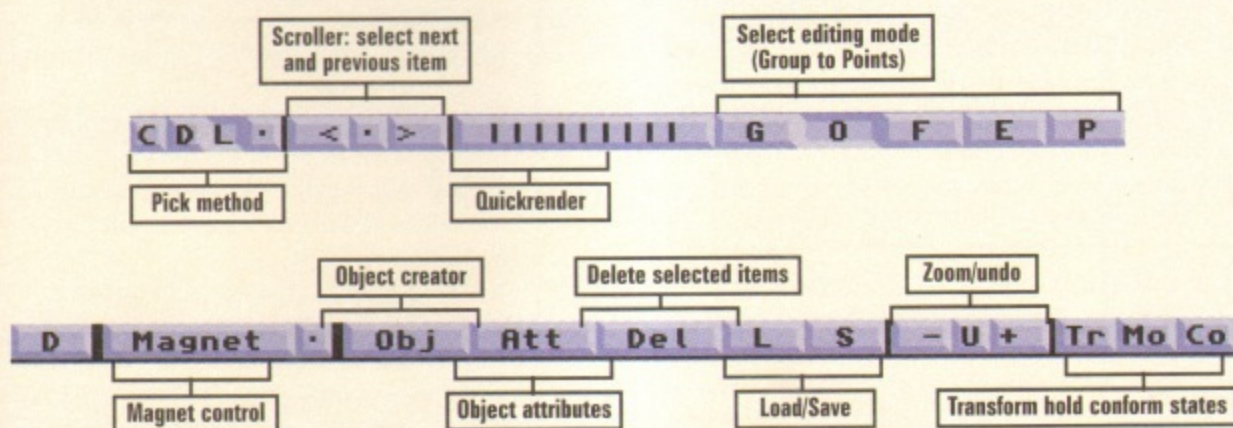 Scroller: select next
and previous item
Select editing mode
(Group to Points)
C D L · < · > | | | | | | | | | G O F E P
Pick method
Quickrender
Object creator
Delete selected items
Zoom/undo
D Magnet · Obj Att Del L S - U + Tr Mo Co
Magnet control
Object attributes
Load/Save
Transform hold conform states